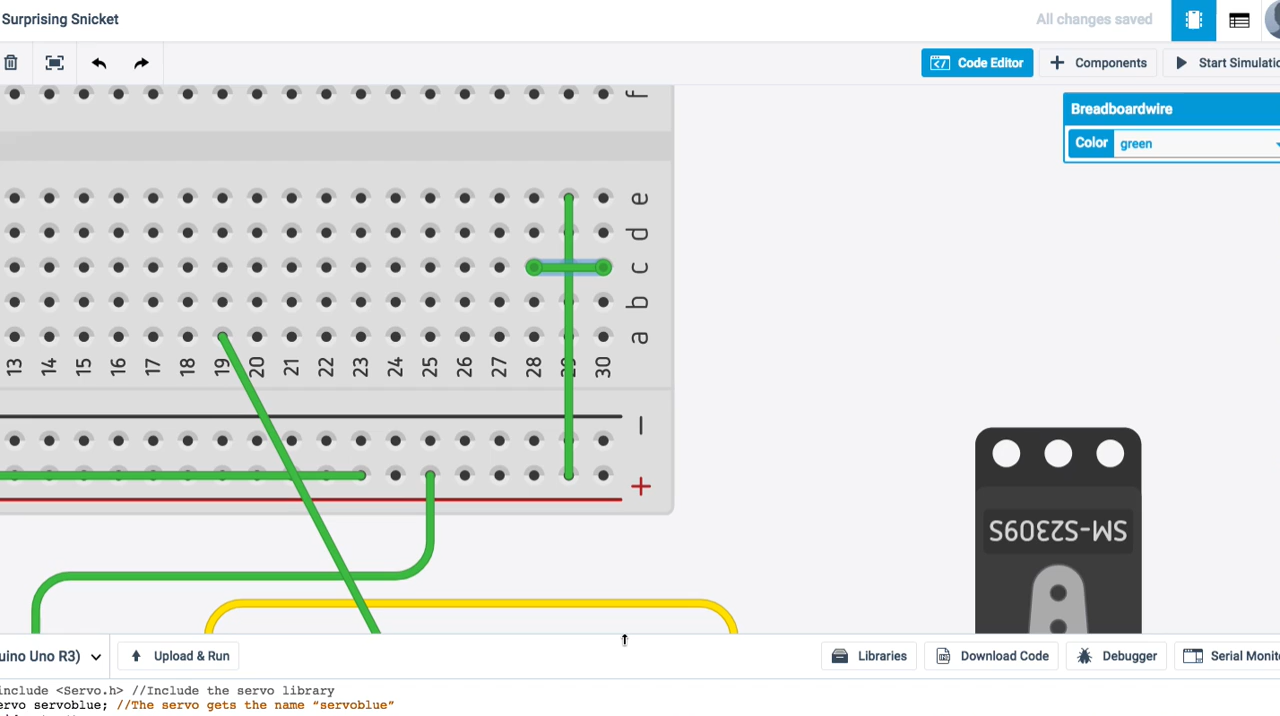 Surprising Snicket
All changes saved
Code Editor
Components
Start Simulatio
Breadboardwire
Color green
f
e
d
c
b
a
13 14 15 16 17 18 19 20 21 22 23 24 25 26 27 28 29 30
SM-S2309S
uino Uno R3)
Upload & Run
Libraries
Download Code
Debugger
Serial Monito
include <Servo.h> //Include the servo library
ervo servoblue; //The servo gets the name “servoblue”